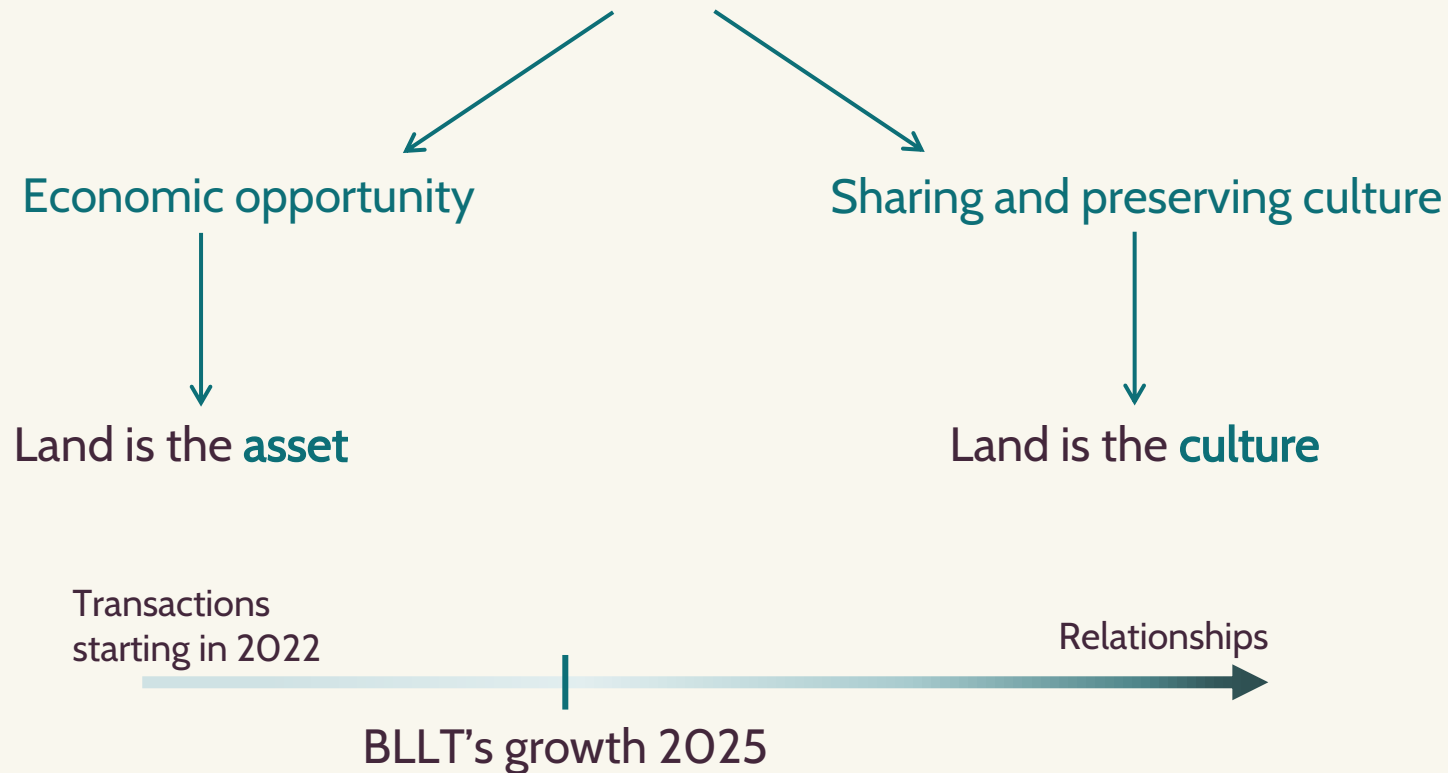 Economic opportunity
Sharing and preserving culture
Land is the asset
Land is the culture
Transactions
starting in 2022
Relationships
BLLT’s growth 2025